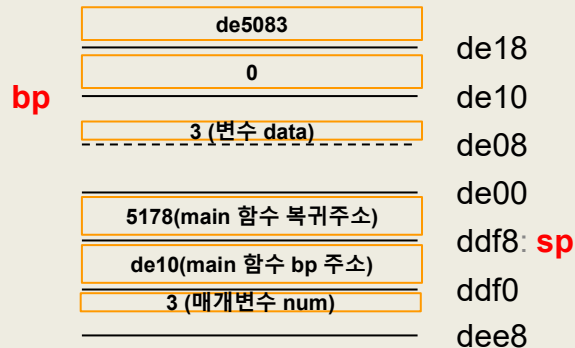 de5083
de18
0
bp
de10
3 (변수 data)
de08
de00
5178(main 함수 복귀주소)
ddf8: sp
de10(main 함수 bp 주소)
ddf0
3 (매개변수 num)
dee8